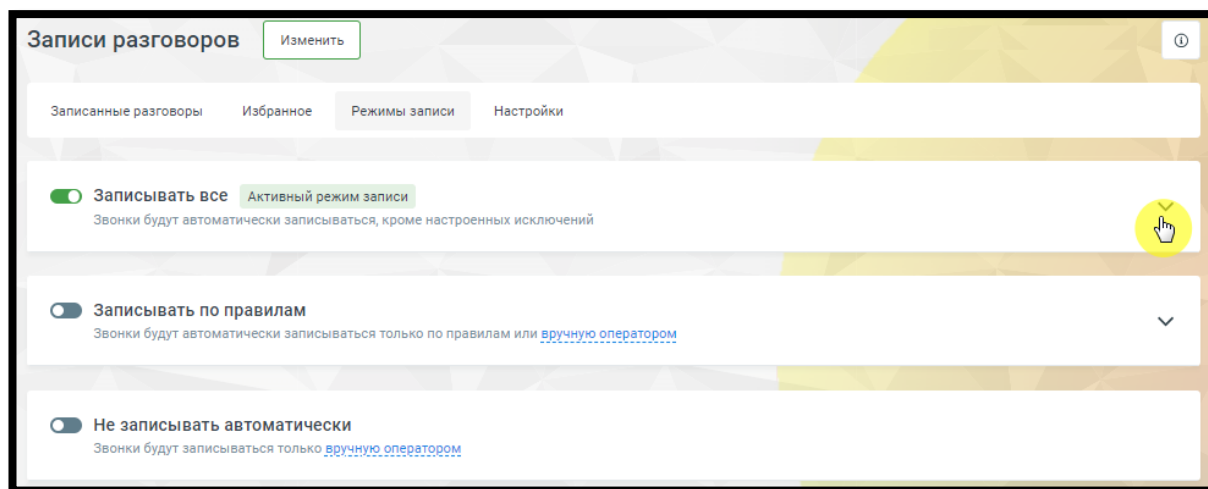 Записи разговоров Изменить
Записанные разговоры Избранное Режимы записи Настройки
Записывать все Активный режим записи
Звонки будут автоматически записываться, кроме настроенных исключений
Записывать по правилам
Звонки будут автоматически записываться только по правилам или вручную оператором
Не записывать автоматически
Звонки будут записываться только вручную оператором